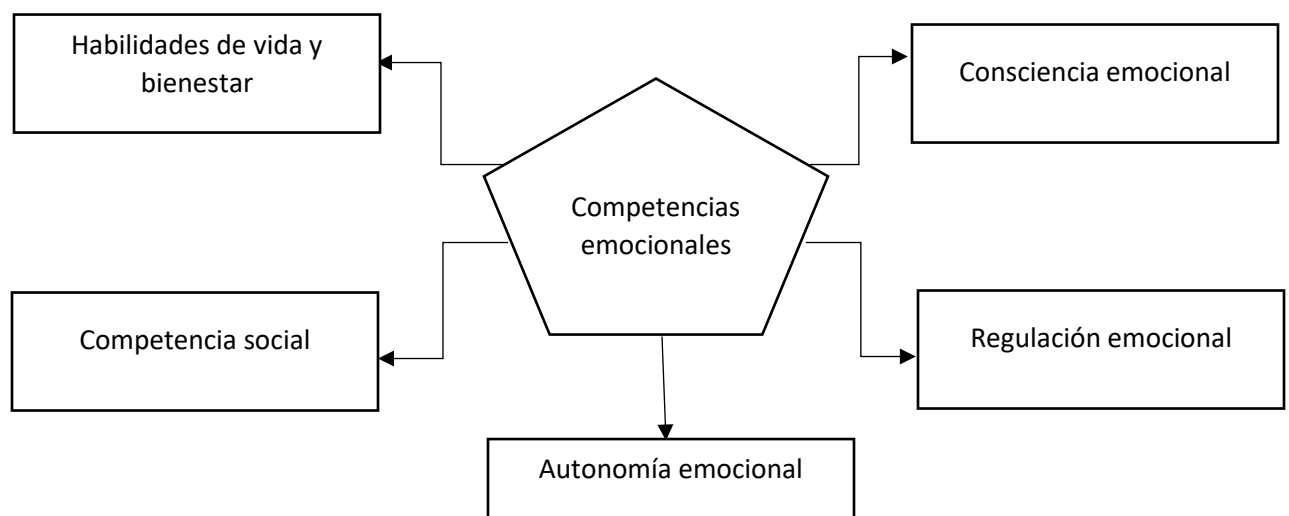 Habilidades de vida y
bienestar
Consciencia emocional
Competencias
emocionales
Competencia social
Regulación emocional
Autonomía emocional